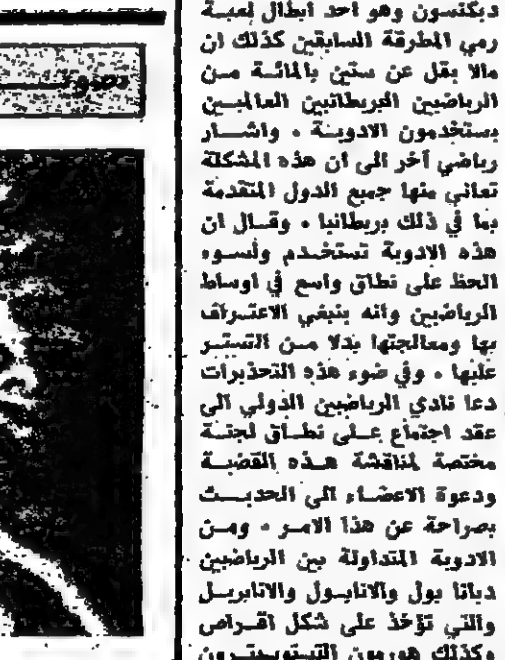 ديكنسون وهو احد ابطال لعبة
رمي المطرقة السابقين كذلك ان
مالا يقل عن ستين بالمائة من
الرياضيين البريطانيين العالميين
يستخدمون الادوية . واشار
رياضي آخر الى ان هذه المشكلة
تعاني منها جميع الدول المتقدمة
بما في ذلك بريطانيا . وقال ان
هذه الادوية تستخدم ولسوء
الحظ على نطاق واسع في اوساط
الرياضيين وانه ينبغي الاعتراف
بها ومعالجتها بدلا من التستر
عليها . وفي ضوء هذه التحذيرات
دعا نادي الرياضيين الدولي الى
عقد اجتماع على نطاق لجنة
مختصة لمناقشة هذه القضية
ودعوة الاعضاء الى الحديث
بصراحة عن هذا الامر . ومن
الادوية المتداولة بين الرياضيين
ديانا بول والانابول والانابريل
والتي تؤخذ على شكل اقراص
وكذلك هورمون التيستوستيرون